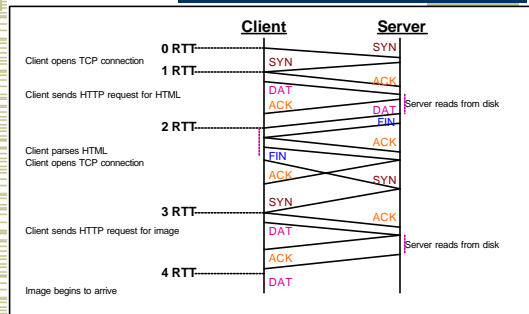 Client Server
0 RTT SYN
Client opens TCP connection SYN
1 RTT ACK
Client sends HTTP request for HTML DAT
ACK DAT Server reads from disk
2 RTT FIN
ACK
Client parses HTML FIN
Client opens TCP connection
ACK SYN
3 RTT SYN
ACK
Client sends HTTP request for image DAT
Server reads from disk
ACK
4 RTT
DAT
Image begins to arrive